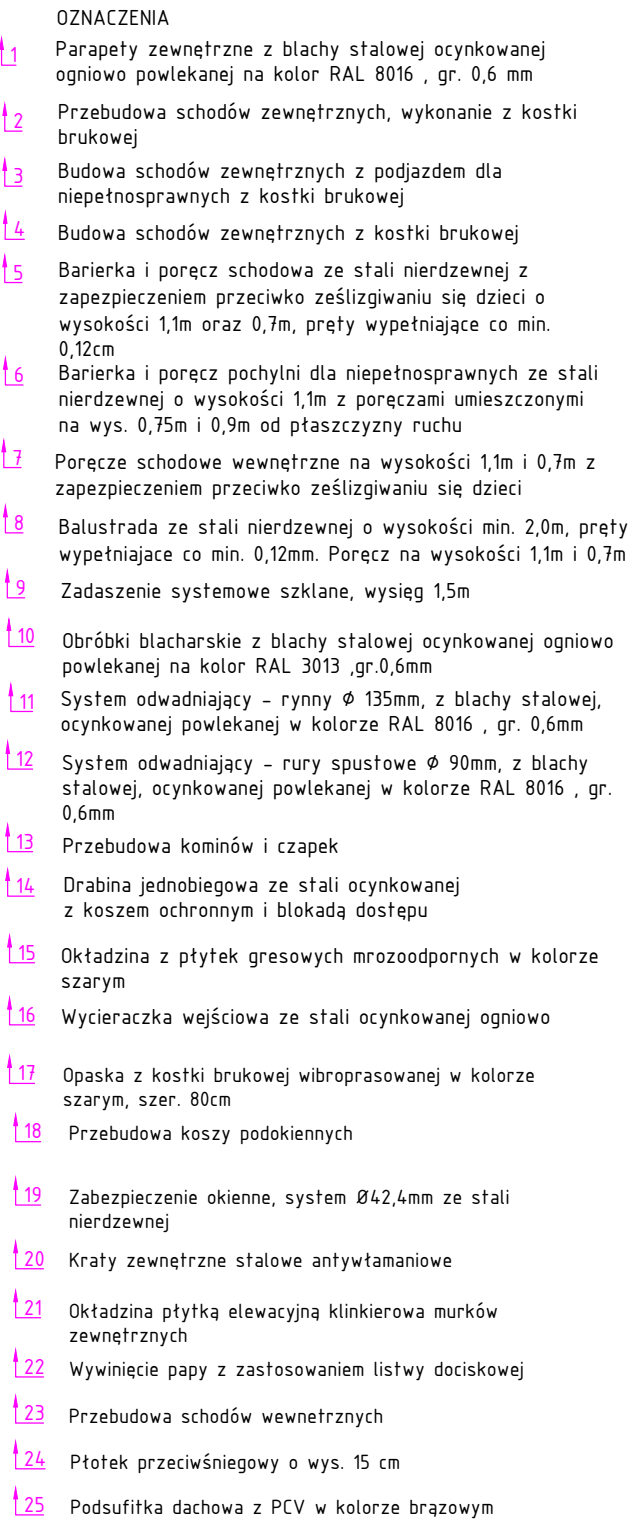 OZNACZENIA
1 Parapety zewnętrzne z blachy stalowej ocynkowanej
ogniowo powlekanej na kolor RAL 8016 , gr. 0,6 mm
2 Przebudowa schodów zewnętrznych, wykonanie z kostki
brukowej
3 Budowa schodów zewnętrznych z podjazdem dla
niepełnosprawnych z kostki brukowej
4 Budowa schodów zewnętrznych z kostki brukowej
5 Barierka i poręcz schodowa ze stali nierdzewnej z
zapezpieczeniem przeciwko ześlizgiwaniu się dzieci o
wysokości 1,1m oraz 0,7m, pręty wypełniające co min.
0,12cm
6 Barierka i poręcz pochylni dla niepełnosprawnych ze stali
nierdzewnej o wysokości 1,1m z poręczami umieszczonymi
na wys. 0,75m i 0,9m od płaszczyzny ruchu
7 Poręcze schodowe wewnętrzne na wysokości 1,1m i 0,7m z
zapezpieczeniem przeciwko ześlizgiwaniu się dzieci
8 Balustrada ze stali nierdzewnej o wysokości min. 2,0m, pręty
wypełniajace co min. 0,12mm. Poręcz na wysokości 1,1m i 0,7m
9 Zadaszenie systemowe szklane, wysięg 1,5m
10 Obróbki blacharskie z blachy stalowej ocynkowanej ogniowo
powlekanej na kolor RAL 3013 ,gr.0,6mm
11 System odwadniający - rynny Ø 135mm, z blachy stalowej,
ocynkowanej powlekanej w kolorze RAL 8016 , gr. 0,6mm
12 System odwadniający - rury spustowe Ø 90mm, z blachy
stalowej, ocynkowanej powlekanej w kolorze RAL 8016 , gr.
0,6mm
13 Przebudowa kominów i czapek
14 Drabina jednobiegowa ze stali ocynkowanej
z koszem ochronnym i blokadą dostępu
15 Okładzina z płytek gresowych mrozoodpornych w kolorze
szarym
16 Wycieraczka wejściowa ze stali ocynkowanej ogniowo
17 Opaska z kostki brukowej wibroprasowanej w kolorze
szarym, szer. 80cm
18 Przebudowa koszy podokiennych
19 Zabezpieczenie okienne, system Ø42,4mm ze stali
nierdzewnej
20 Kraty zewnętrzne stalowe antywłamaniowe
21 Okładzina płytką elewacyjną klinkierowa murków
zewnętrznych
22 Wywinięcie papy z zastosowaniem listwy dociskowej
23 Przebudowa schodów wewnetrznych
24 Płotek przeciwśniegowy o wys. 15 cm
25 Podsufitka dachowa z PCV w kolorze brązowym